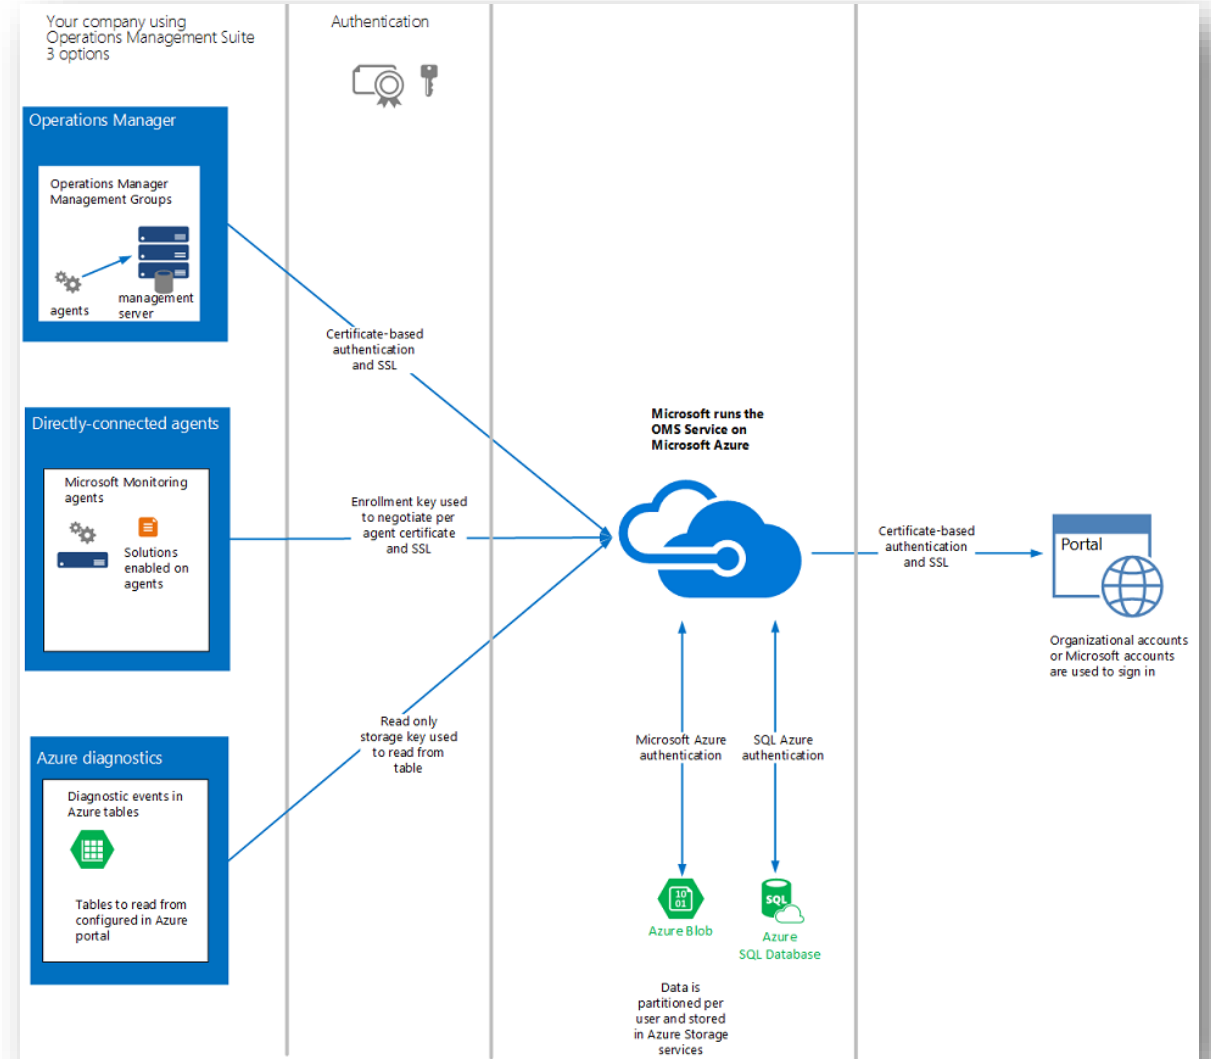 Your company using
Operations Management Suite
3 options
Authentication
Operations Manager
Operations Manager
Management Groups
agents
management
server
Certificate-based
authentication
and SSL
Directly-connected agents
Microsoft Monitoring
agents
Solutions
enabled on
agents
Enrollment key used
to negotiate per
agent certificate
and SSL
Microsoft runs the
OMS Service on
Microsoft Azure
Certificate-based
authentication
and SSL
Portal
Organizational accounts
or Microsoft accounts
are used to sign in
Azure diagnostics
Diagnostic events in
Azure tables
Tables to read from
configured in Azure
portal
Read only
storage key used
to read from
table
Microsoft Azure
authentication
SQL Azure
authentication
10
01
Azure Blob
SQL
Azure
SQL Database
Data is
partitioned per
user and stored
in Azure Storage
services